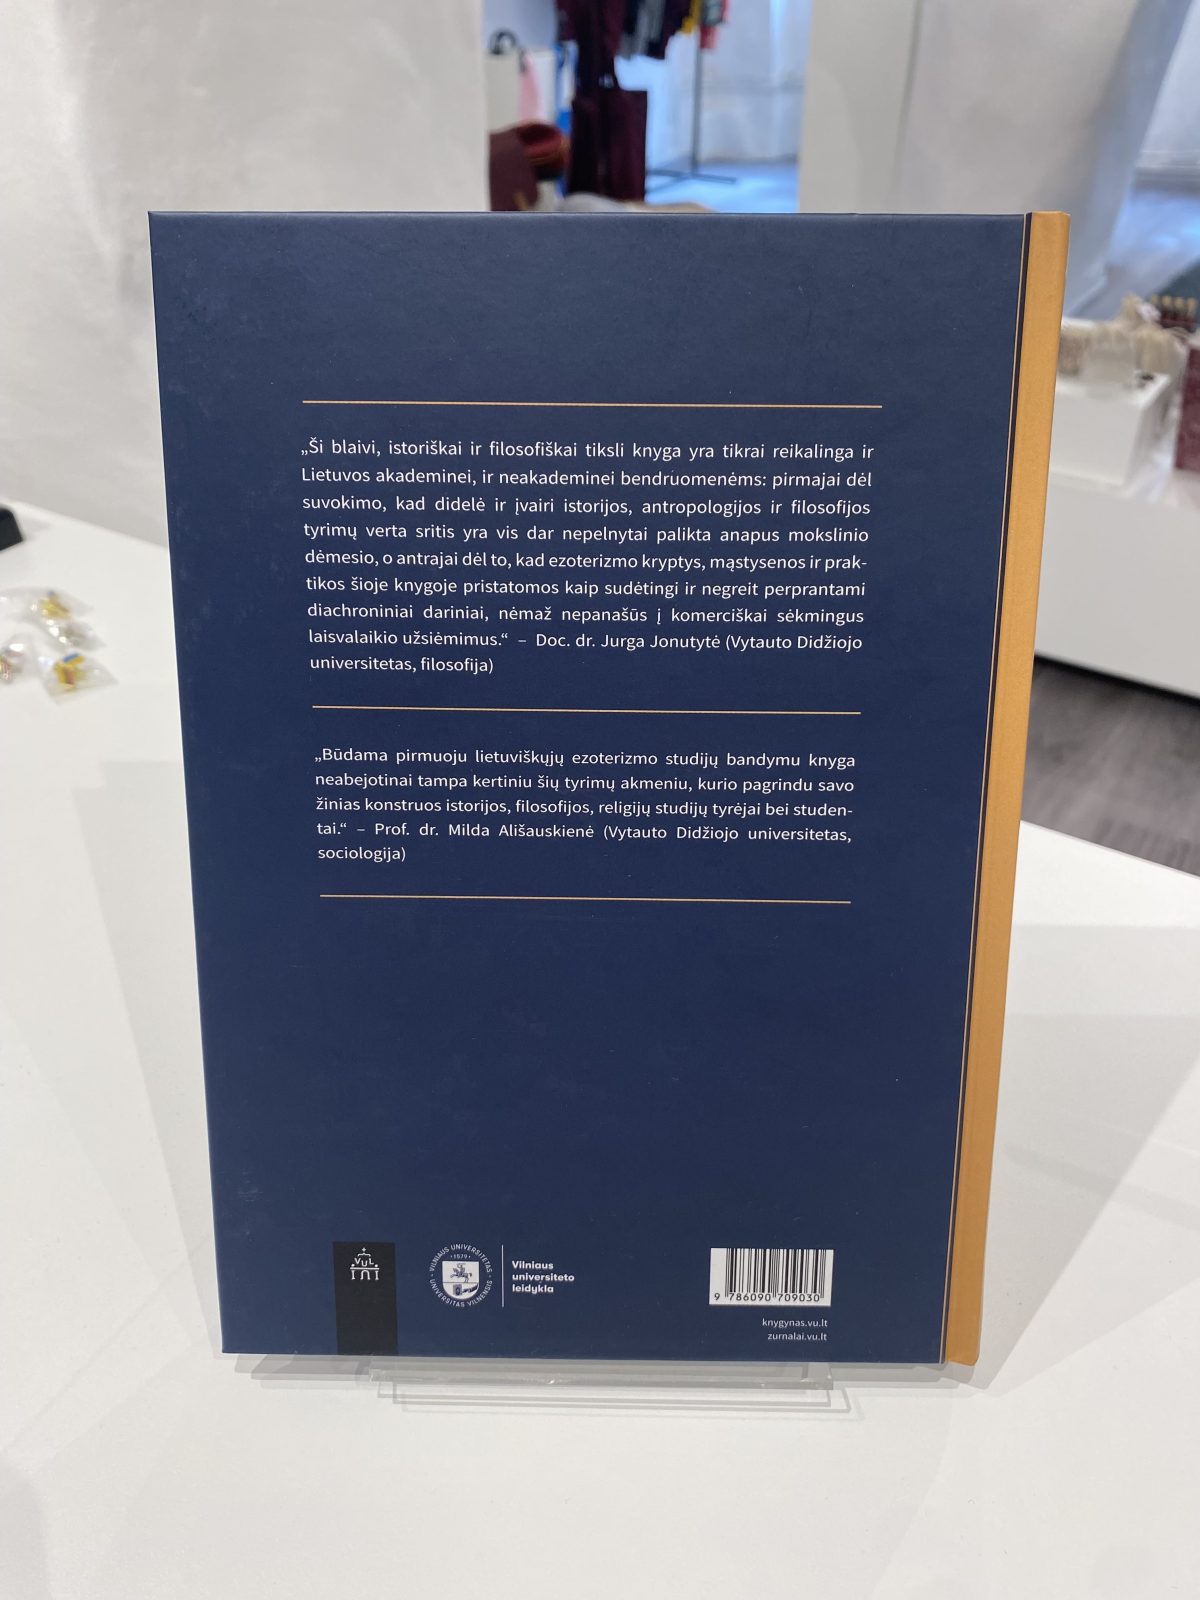 „Ši blaivi, istoriškai ir filosofiškai tiksli knyga yra tikrai reikalinga ir
Lietuvos akademinei, ir neakademinei bendruomenėms: pirmajai dėl
suvokimo, kad didelė ir įvairi istorijos, antropologijos ir filosofijos
tyrimų verta sritis yra vis dar nepelnytai palikta anapus mokslinio
dėmesio, o antrajai dėl to, kad ezoterizmo kryptys, mąstysenos ir prak-
tikos šioje knygoje pristatomos kaip sudėtingi ir negreit perprantami
diachroniniai dariniai, nėmaž nepanašūs į komerciškai sėkmingus
laisvalaikio užsiėmimus.“ – Doc. dr. Jurga Jonutytė (Vytauto Didžiojo
universitetas, filosofija)
„Būdama pirmuoju lietuviškųjų ezoterizmo studijų bandymu knyga
neabejotinai tampa kertiniu šių tyrimų akmeniu, kurio pagrindu savo
žinias konstruos istorijos, filosofijos, religijų studijų tyrėjai bei studen-
tai.“ – Prof. dr. Milda Ališauskienė (Vytauto Didžiojo universitetas,
sociologija)
VUL
VILNIAUS UNIVERSITETAS
1579
UNIVERSITAS VILNENSIS
Vilniaus
universiteto
leidykla
9 786090 709030
knygynas.vu.lt
zurnalai.vu.lt